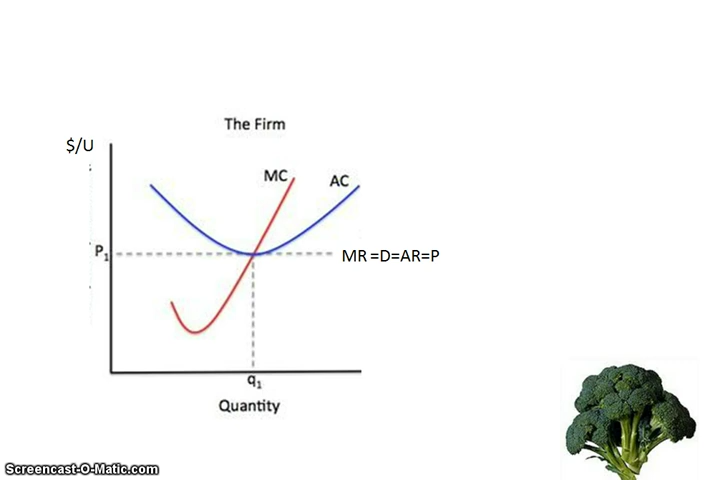 The Firm
$/U
MC
AC
P₁
MR =D=AR=P
q₁
Quantity
Screencast-O-Matic.com